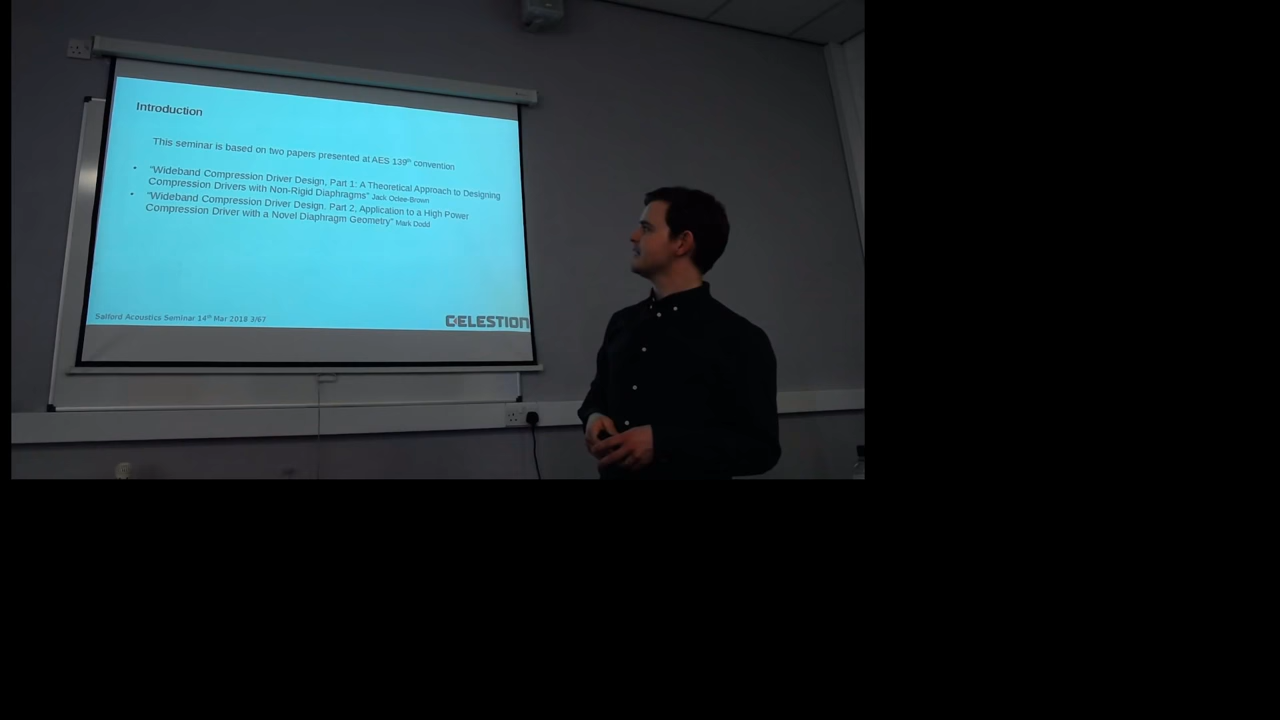 Introduction
This seminar is based on two papers presented at AES 139th convention
• "Wideband Compression Driver Design, Part 1: A Theoretical Approach to Designing
Compression Drivers with Non-Rigid Diaphragms" Jack Oclee-Brown
• "Wideband Compression Driver Design. Part 2, Application to a High Power
Compression Driver with a Novel Diaphragm Geometry" Mark Dodd
Salford Acoustics Seminar 14th Mar 2018 3/67
CELESTION